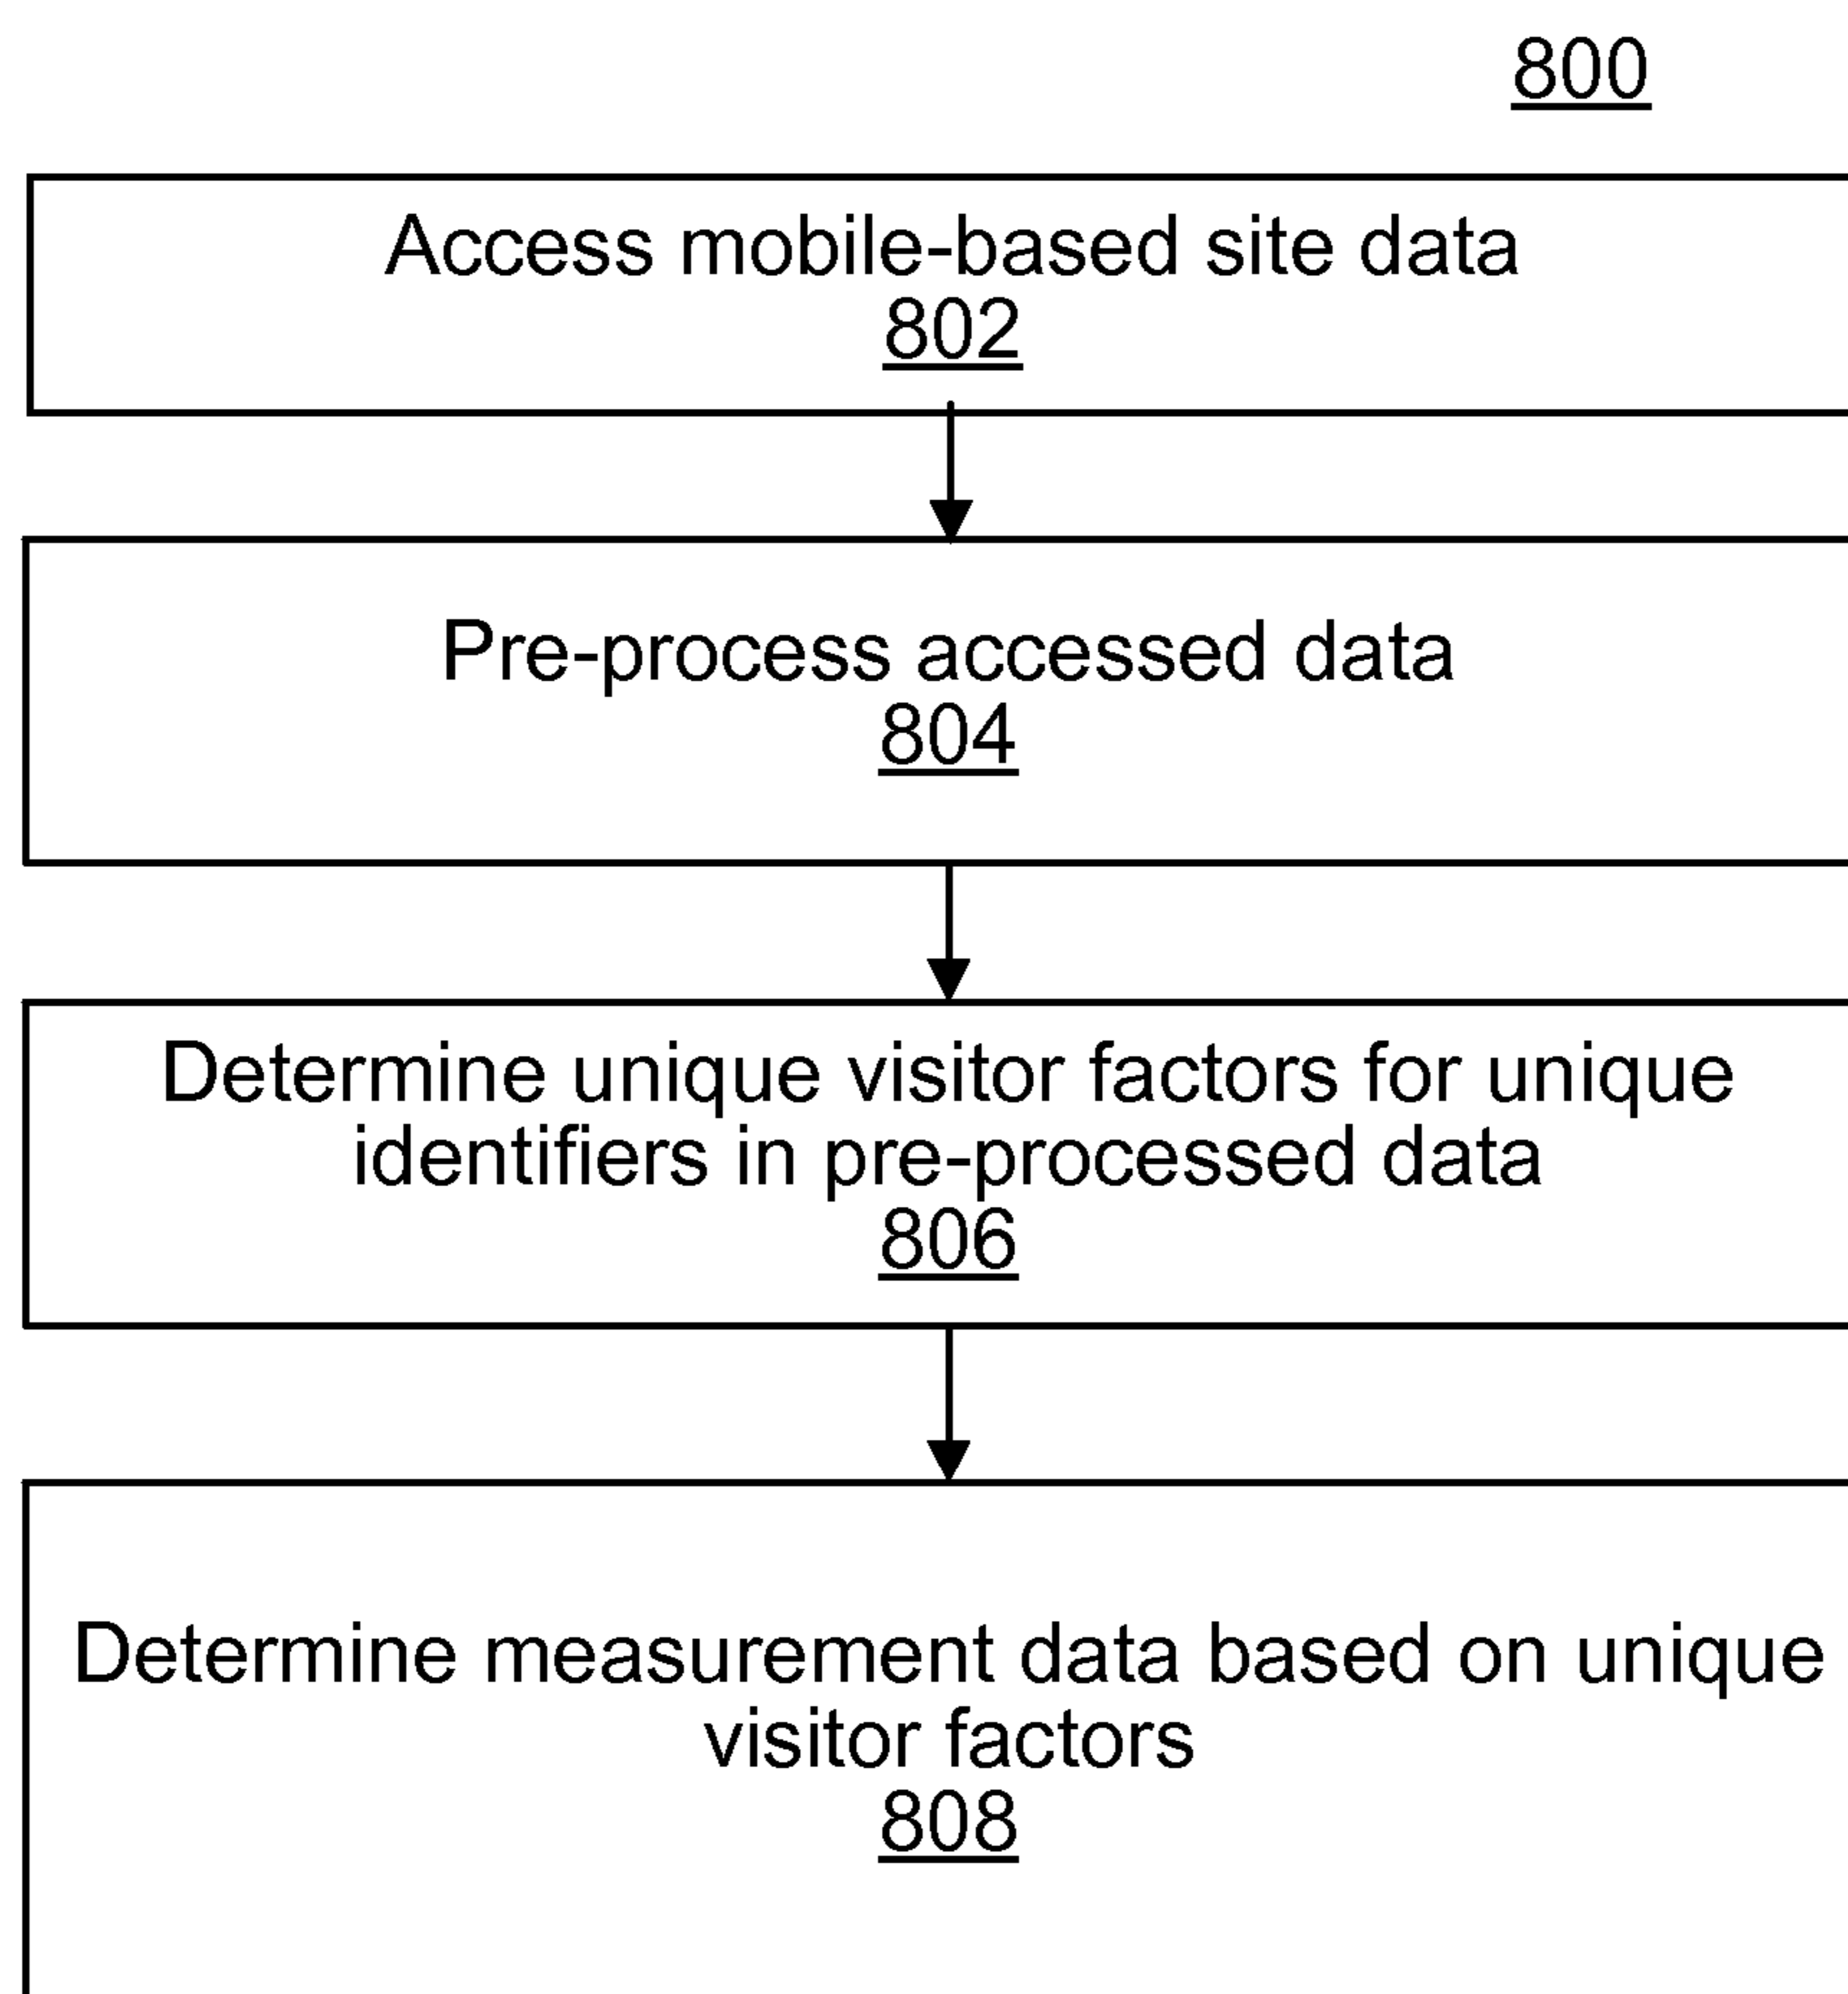 800
Access mobile-based site data
802
Pre-process accessed data
804
Determine unique visitor factors for unique
identifiers in pre-processed data
806
Determine measurement data based on unique
visitor factors
808